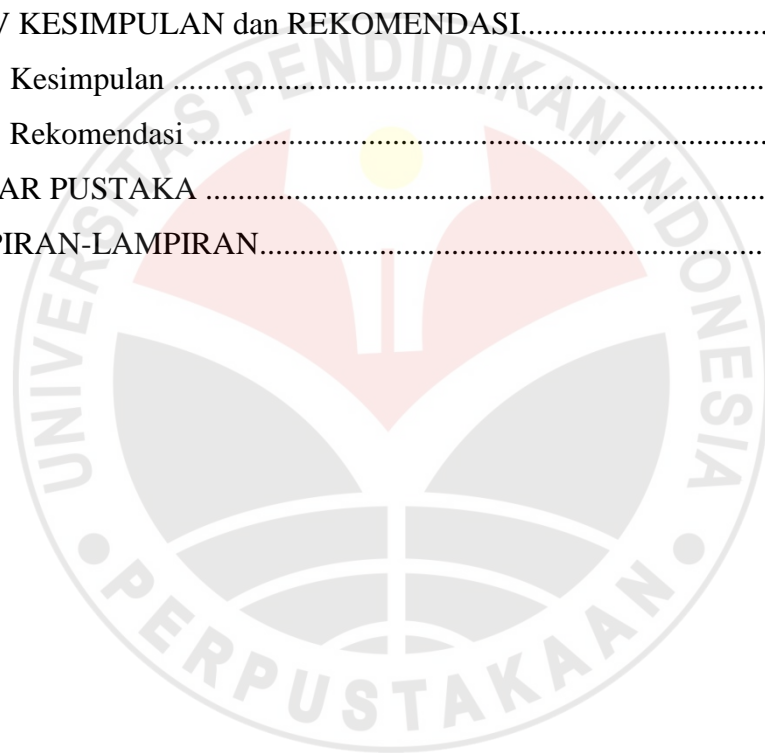 V KESIMPULAN dan REKOMENDASI..............................
Kesimpulan ..........................................................................
Rekomendasi .......................................................................
AR PUSTAKA ......................................................................
PIRAN-LAMPIRAN...............................................................
UNIVERSITAS PENDIDIKAN INDONESIA
PERPUSTAKAAN